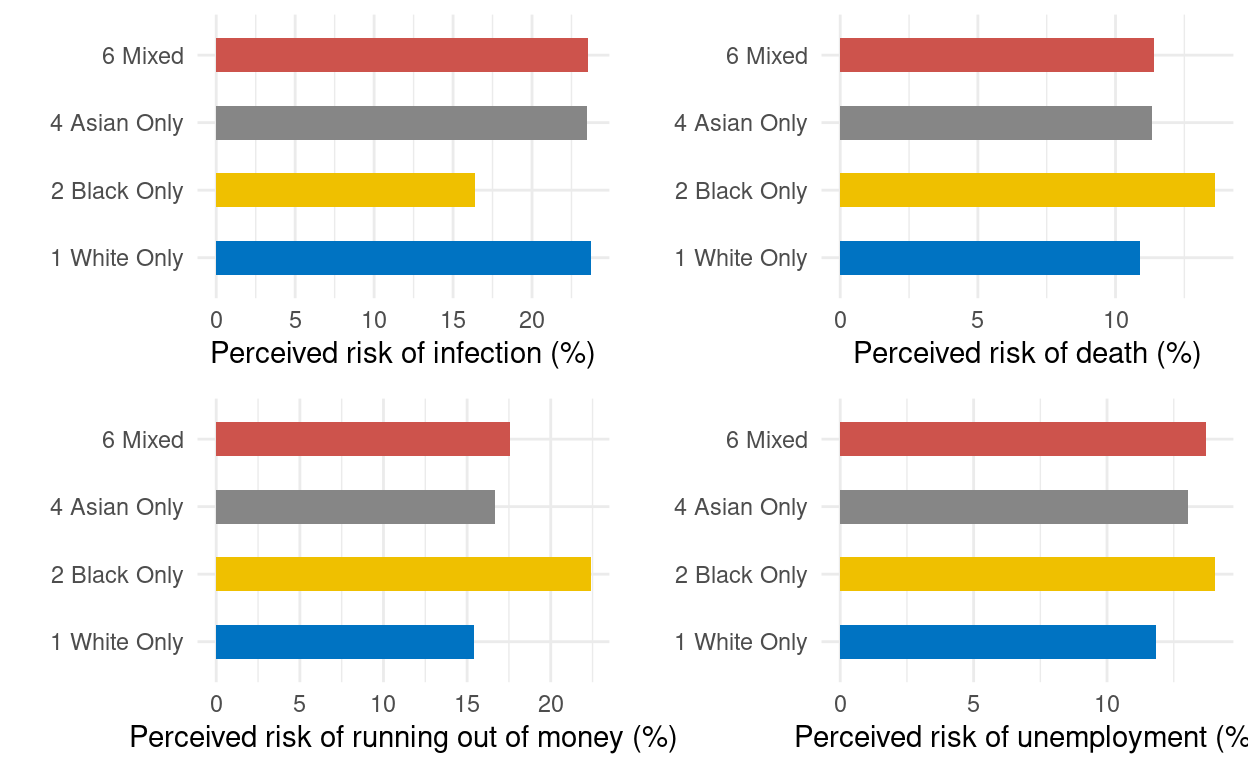 6 Mixed
4 Asian Only
2 Black Only
1 White Only
0 5 10 15 20
Perceived risk of infection (%)
6 Mixed
4 Asian Only
2 Black Only
1 White Only
0 5 10
Perceived risk of death (%)
6 Mixed
4 Asian Only
2 Black Only
1 White Only
0 5 10 15 20
Perceived risk of running out of money (%)
6 Mixed
4 Asian Only
2 Black Only
1 White Only
0 5 10
Perceived risk of unemployment (%